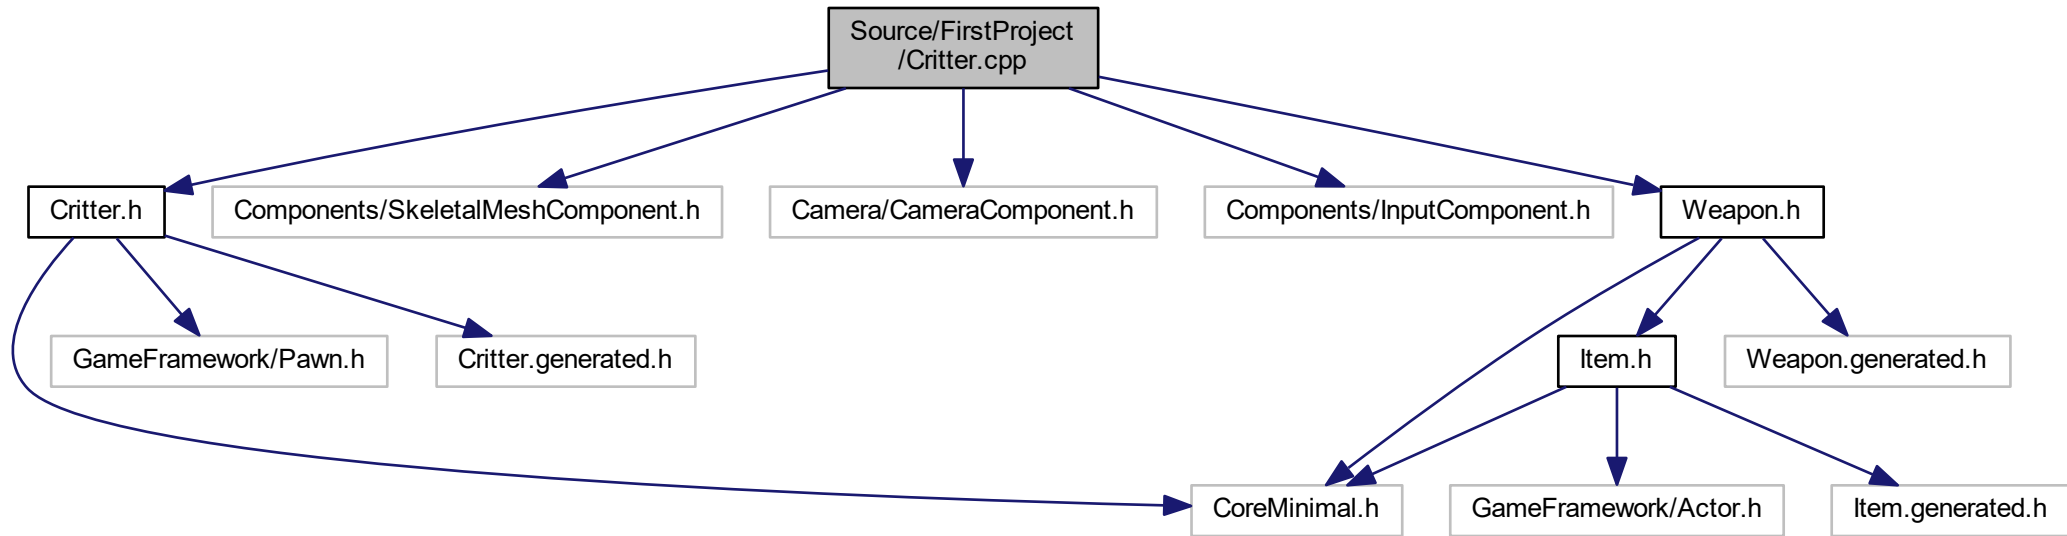 Source/FirstProject
/Critter.cpp
Critter.h
Components/SkeletalMeshComponent.h
Camera/CameraComponent.h
Components/InputComponent.h
Weapon.h
GameFramework/Pawn.h
Critter.generated.h
Item.h
Weapon.generated.h
CoreMinimal.h
GameFramework/Actor.h
Item.generated.h